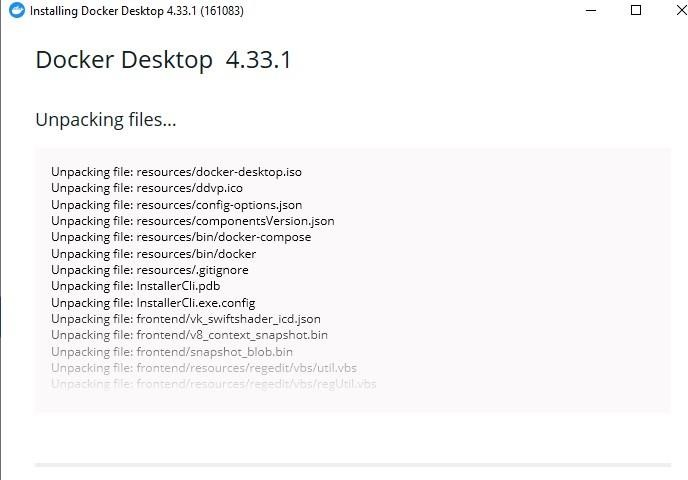 Installing Docker Desktop 4.33.1 (161083)
Docker Desktop 4.33.1
Unpacking files...
Unpacking file: resources/docker-desktop.iso
Unpacking file: resources/ddvp.ico
Unpacking file: resources/config-options.json
Unpacking file: resources/componentsVersion.json
Unpacking file: resources/bin/docker-compose
Unpacking file: resources/bin/docker
Unpacking file: resources/.gitignore
Unpacking file: InstallerCli.pdb
Unpacking file: InstallerCli.exe.config
Unpacking file: frontend/vk_swiftshader_icd.json
Unpacking file: frontend/v8_context_snapshot.bin
Unpacking file: frontend/snapshot_blob.bin
Unpacking file: frontend/resources/regedit/vbs/util.vbs
Unpacking file: frontend/resources/regedit/vbs/regUtil.vbs